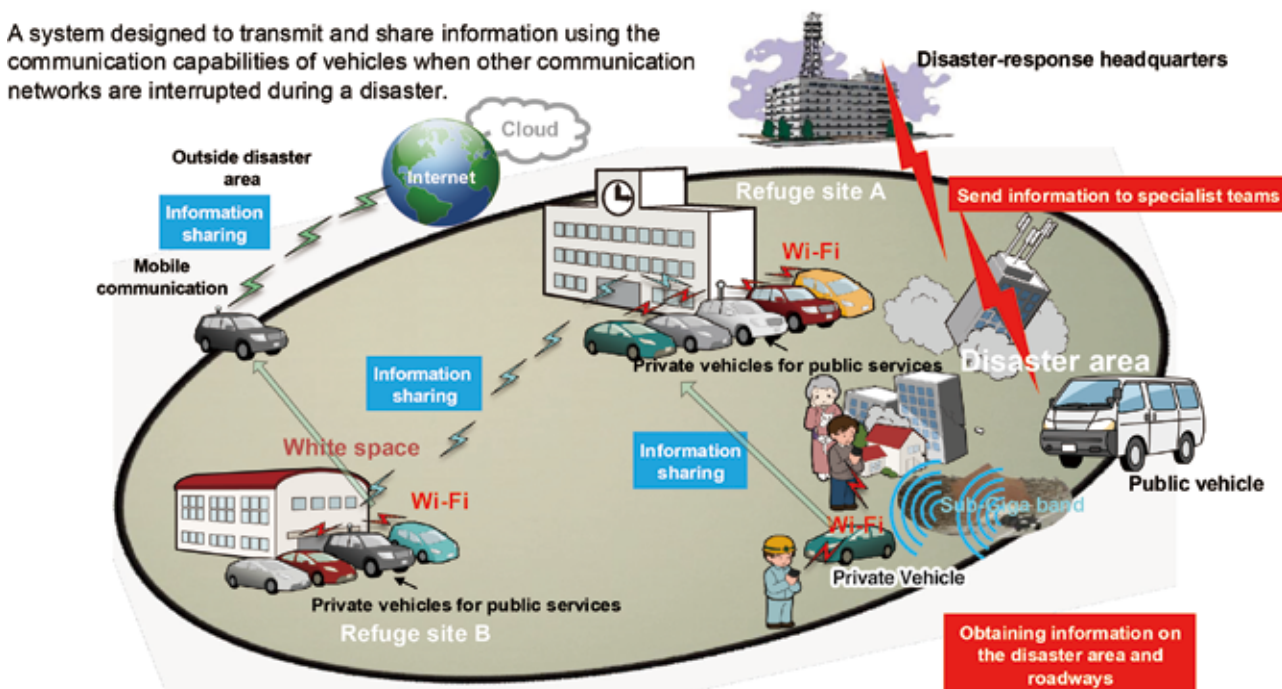 A system designed to transmit and share information using the
communication capabilities of vehicles when other communication
networks are interrupted during a disaster.
Disaster-response headquarters
Cloud
Outside disaster
area
Internet
Refuge site A
Send information to specialist teams
Information
sharing
Wi-Fi
Mobile
communication
Disaster area
Private vehicles for public services
Information
sharing
White space
Information
sharing
Public vehicle
Wi-Fi
Sub-Giga band
Wi-Fi
Private Vehicle
Private vehicles for public services
Refuge site B
Obtaining information on
the disaster area and
roadways